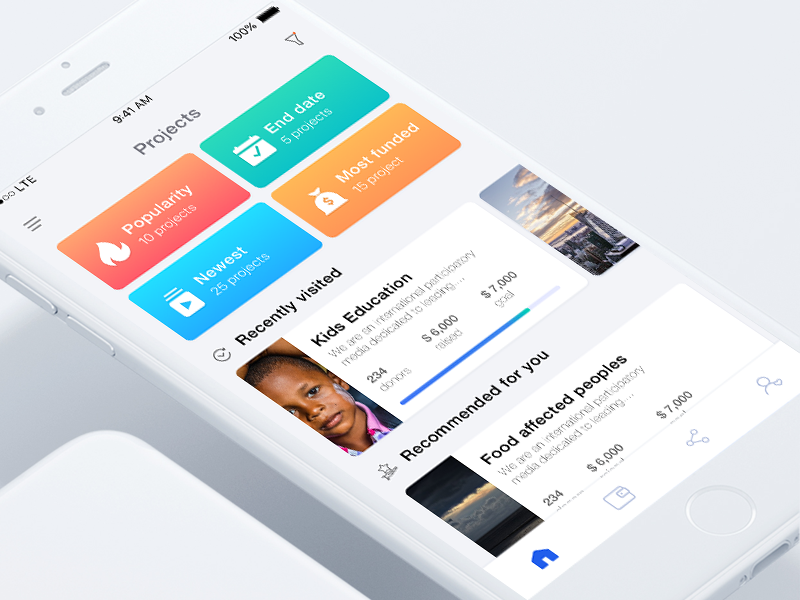 LTE
9:41 AM
100%
Projects
Popularity
10 projects
End date
5 projects
Newest
25 projects
Most funded
15 project
Recently visited
Kids Education
We are an international participatory
media dedicated to leading....
234
donors
$ 6,000
raised
$ 7,000
goal
Recommended for you
Food affected peoples
We are an international participatory
media dedicated to leading....
234
$ 6,000
$ 7,000